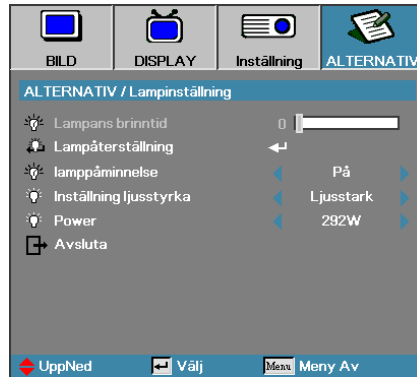 BILD DISPLAY Inställning ALTERNATIV
ALTERNATIV / Lampinställning
Lampans brinntid 0
Lampåterställning
lamppåminnelse På
Inställning ljusstyrka Ljusstark
Power 292W
Avsluta
UppNed Välj Menu Meny Av